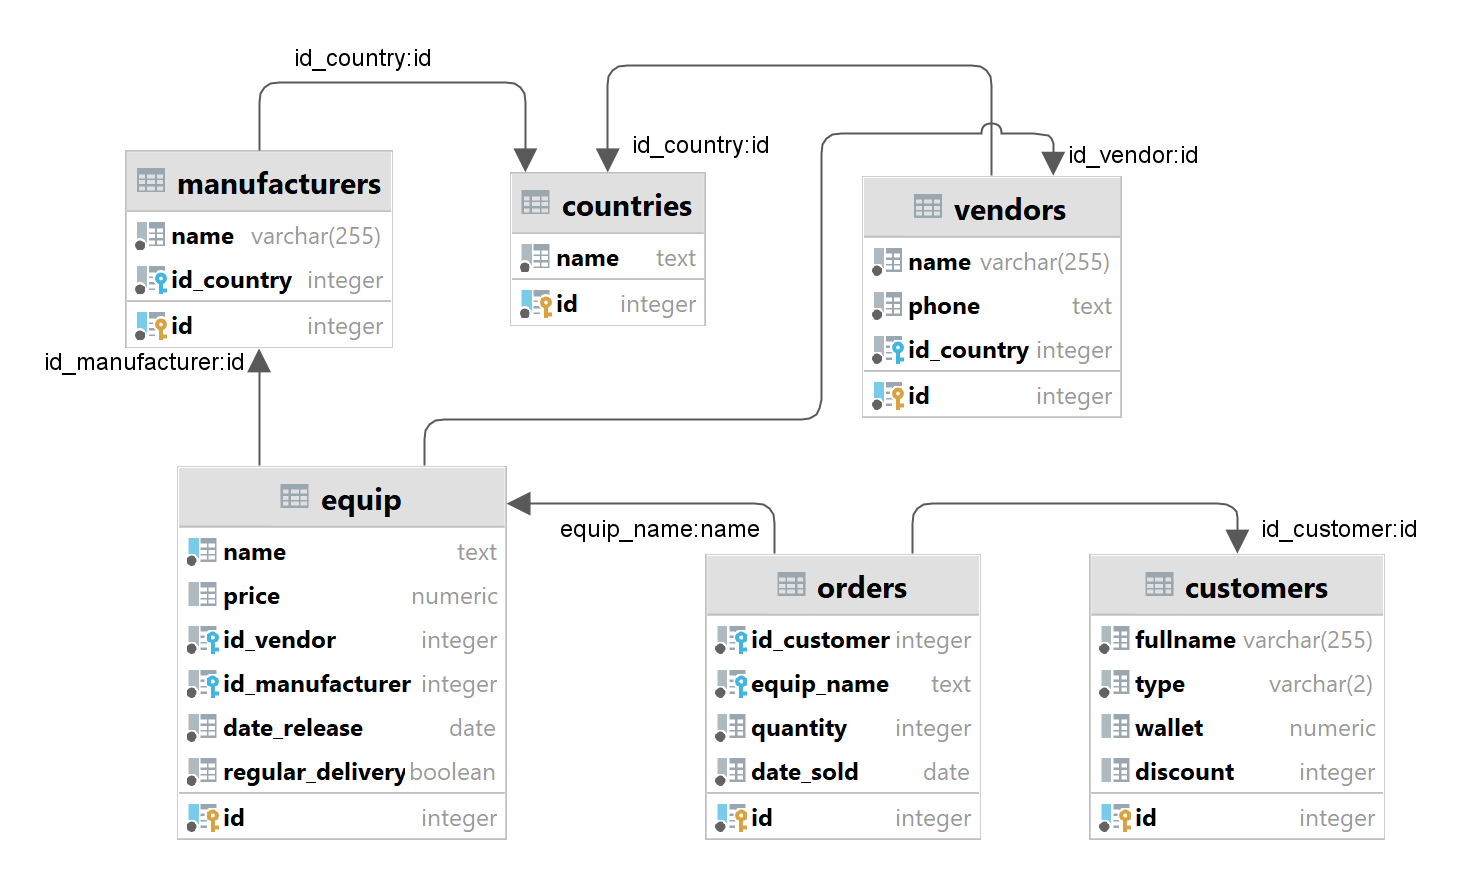 id_country:id
id_country:id
id_vendor:id
manufacturers
name varchar(255)
id_country integer
id integer
countries
name text
id integer
vendors
name varchar(255)
phone text
id_country integer
id integer
id_manufacturer:id
equip
name text
price numeric
id_vendor integer
id_manufacturer integer
date_release date
regular_delivery boolean
id integer
equip_name:name
orders
id_customer integer
equip_name text
quantity integer
date_sold date
id integer
id_customer:id
customers
fullname varchar(255)
type varchar(2)
wallet numeric
discount integer
id integer